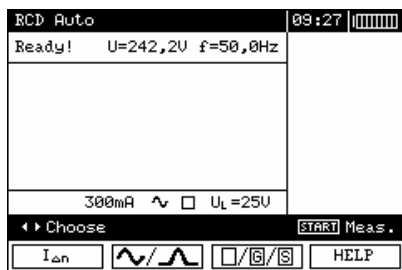 RCD Auto 09:27
Ready! U=242,2V f=50,0Hz
300mA UL=25V
Choose START Meas.
IΔn / □/G/S HELP